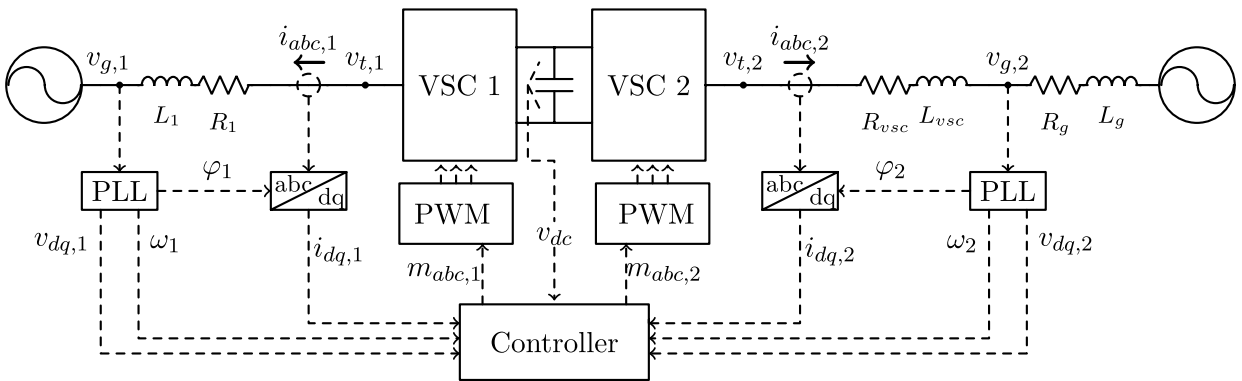 i_{abc,1}
i_{abc,2}
v_{g,1}
v_{t,1}
VSC 1
VSC 2
v_{t,2}
v_{g,2}
L_1
R_1
R_{vsc}
L_{vsc}
R_g
L_g
PLL
φ_1
abc
dq
PWM
PWM
abc
dq
φ_2
PLL
v_{dq,1}
ω_1
i_{dq,1}
v_{dc}
i_{dq,2}
ω_2
v_{dq,2}
m_{abc,1}
m_{abc,2}
Controller